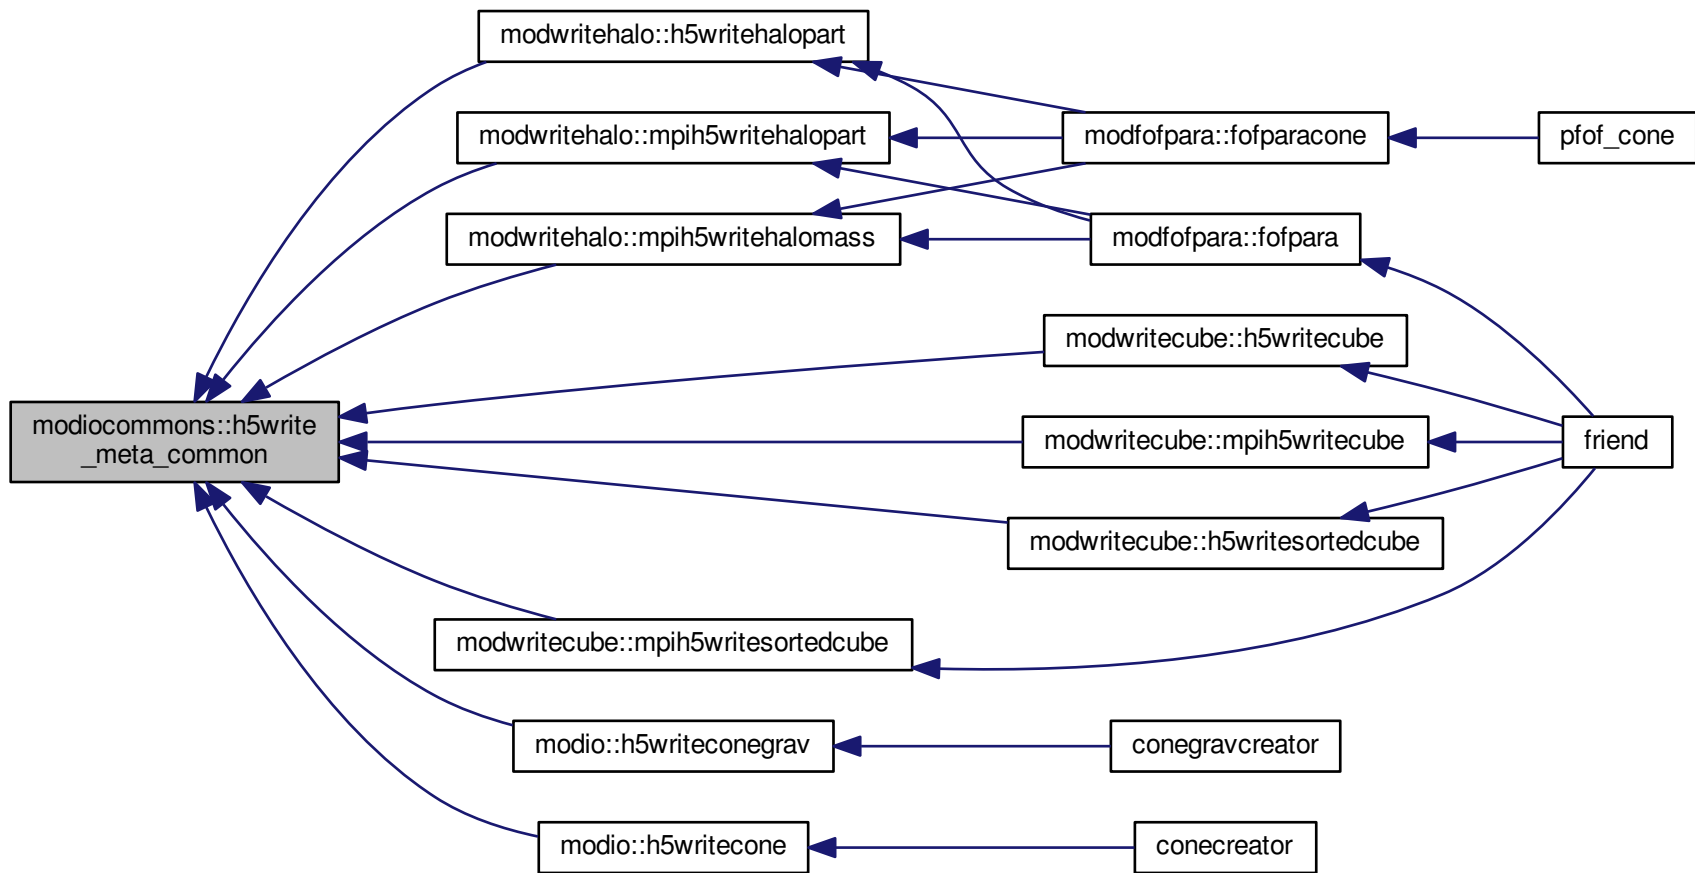 modwritehalo::h5writehalopart
modwritehalo::mpih5writehalopart
modfofpara::fofparacone
pfof_cone
modwritehalo::mpih5writehalomass
modfofpara::fofpara
modwritecube::h5writecube
modiocommons::h5write
_meta_common
modwritecube::mpih5writecube
friend
modwritecube::h5writesortedcube
modwritecube::mpih5writesortedcube
modio::h5writeconegrav
conegravcreator
modio::h5writecone
conecreator